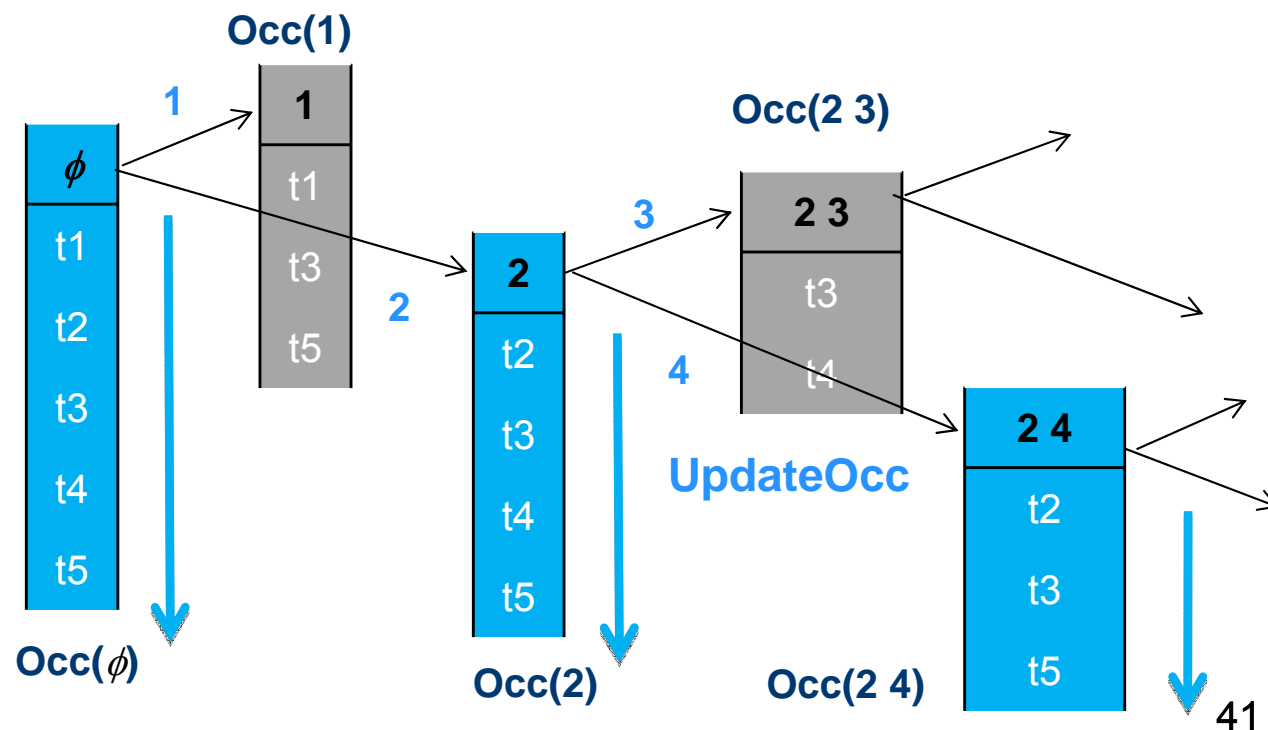 Occ(1)
1
1
t1
t3
t5
ϕ
t1
t2
t3
t4
t5
Occ(ϕ)
2
2
t2
t3
t4
t5
Occ(2)
3
4
Occ(2 3)
2 3
t3
t4
UpdateOcc
2 4
t2
t3
t5
Occ(2 4)
41